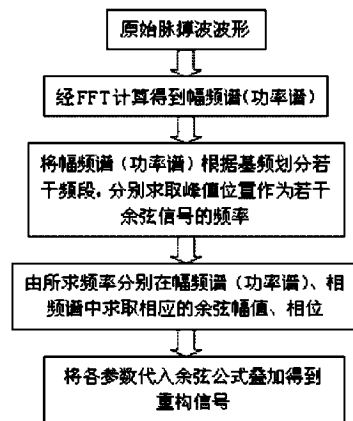 原始脉搏波波形
经FFT计算得到幅频谱(功率谱)
将幅频谱(功率谱)根据基频划分若
干频段，分别求取峰值位置作为若干
余弦信号的频率
由所求频率分别在幅频谱(功率谱)、相
频谱中求取相应的余弦幅值、相位
将各参数代入余弦公式叠加得到
重构信号